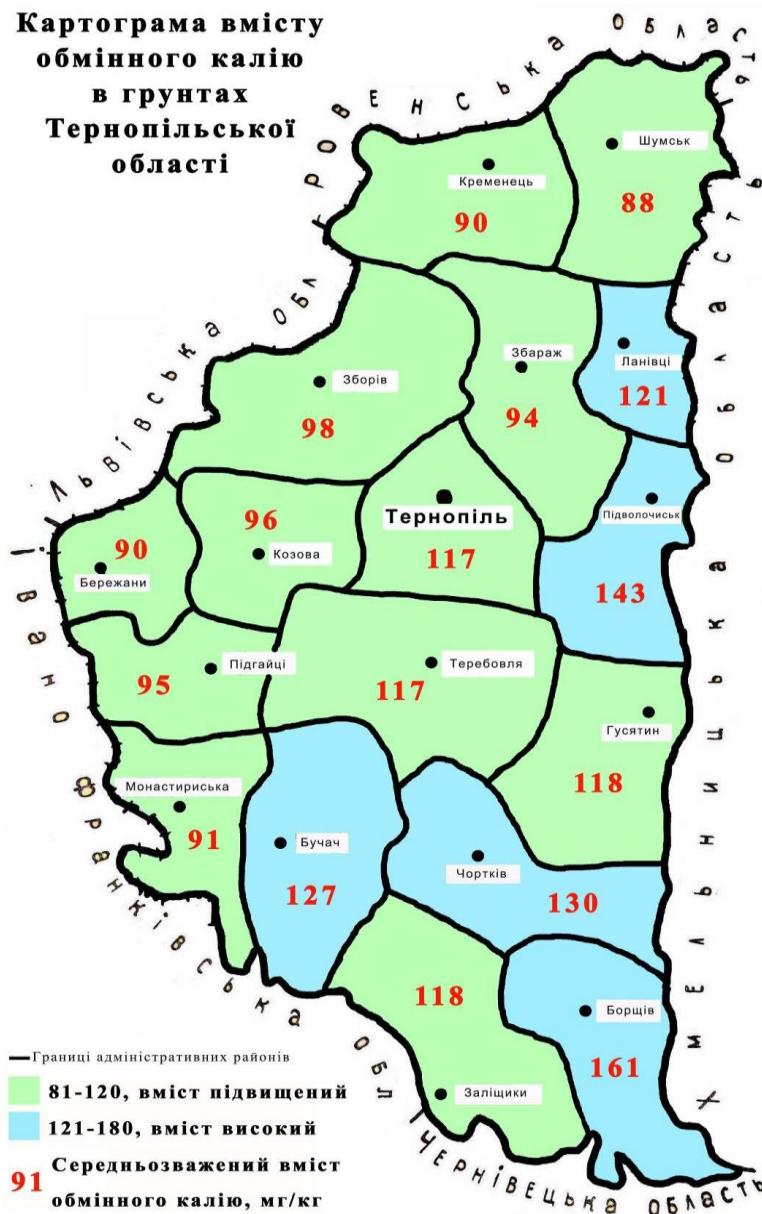 Картограма вмісту
обмінного калію
в грунтах
Тернопільської
області
РОВЕНСЬКА ОБЛАСТЬ
ЛЬВІВСЬКА ОБЛ
ІВАНО ФРАНКІВСЬКА ОБЛ
ХМЕЛЬНИЦЬКА ОБЛАСТЬ
ЧЕРНІВЕЦЬКА ОБЛАСТЬ
Шумськ
88
Кременець
90
Ланівці
121
Збараж
94
Зборів
98
Підволочиськ
143
Тернопіль
117
96
Козова
90
Бережани
Підгайці
95
Теребовля
117
Гусятин
118
Монастириська
91
Бучач
127
Чортків
130
118
Заліщики
Борщів
161
Границі адміністративних районів
81-120, вміст підвищений
121-180, вміст високий
91 Середньозважений вміст
обмінного калію, мг/кг